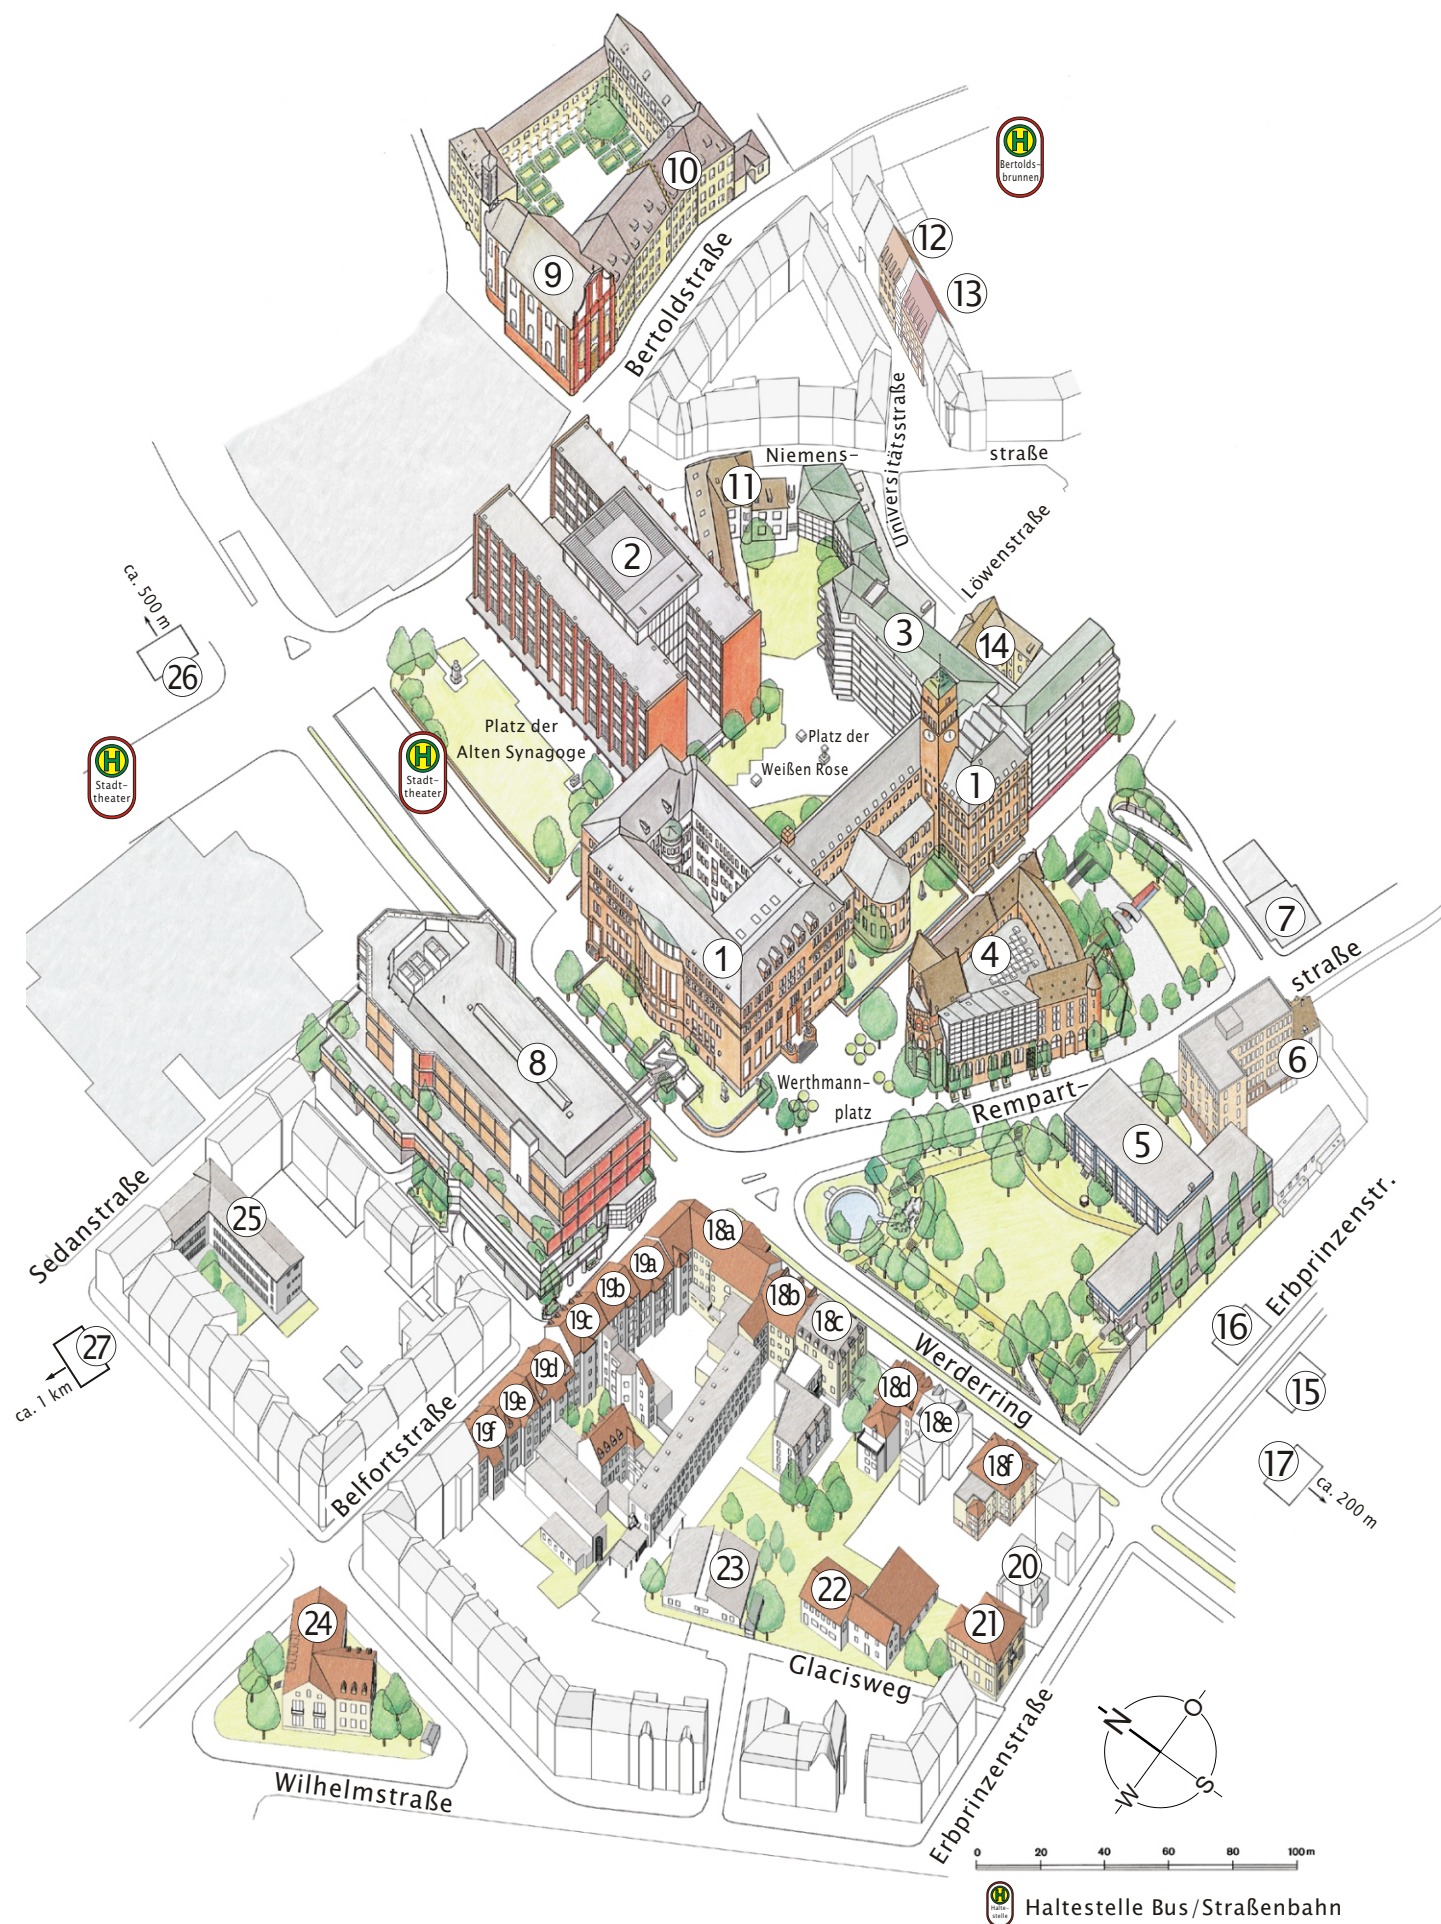 H
Bertolds-
brunnen
10
12
9
13
Bertoldstraße
Niemens-
straße
Universitätsstraße
11
2
Löwenstraße
ca. 500 m
26
3
14
Platz der
Alten Synagoge
Platz der
Weißen Rose
H
Stadt-
theater
H
Stadt-
theater
1
1
4
7
straße
8
6
Werthmann-
platz
Rempart-
5
Sedanstraße
25
18a
19a
19b
19c
18b
18c
Erbprinzenstr.
16
27
ca. 1 km
19d
19e
19f
18d
18e
Werderring
15
Belfortstraße
18f
17
ca. 200 m
23
22
20
21
24
Glacisweg
Wilhelmstraße
Erbprinzenstraße
N
O
W
S
0 20 40 60 80 100 m
H
Halte-
stelle
Haltestelle Bus/Straßenbahn